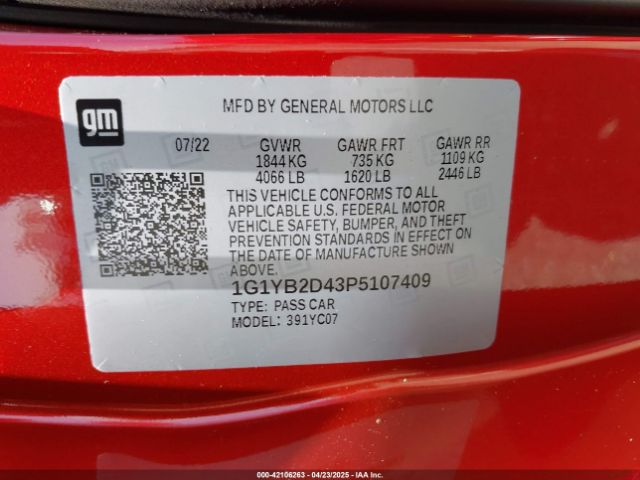 gm
MFD BY GENERAL MOTORS LLC
07/22 GVWR GAWR FRT GAWR RR
1844 KG 735 KG 1109 KG
4066 LB 1620 LB 2446 LB
THIS VEHICLE CONFORMS TO ALL
APPLICABLE U.S. FEDERAL MOTOR
VEHICLE SAFETY, BUMPER, AND THEFT
PREVENTION STANDARDS IN EFFECT ON
THE DATE OF MANUFACTURE SHOWN
ABOVE.
1G1YB2D43P5107409
TYPE: PASS CAR
MODEL: 391YC07
000-42106263 - 04/23/2025 - IAAI.com